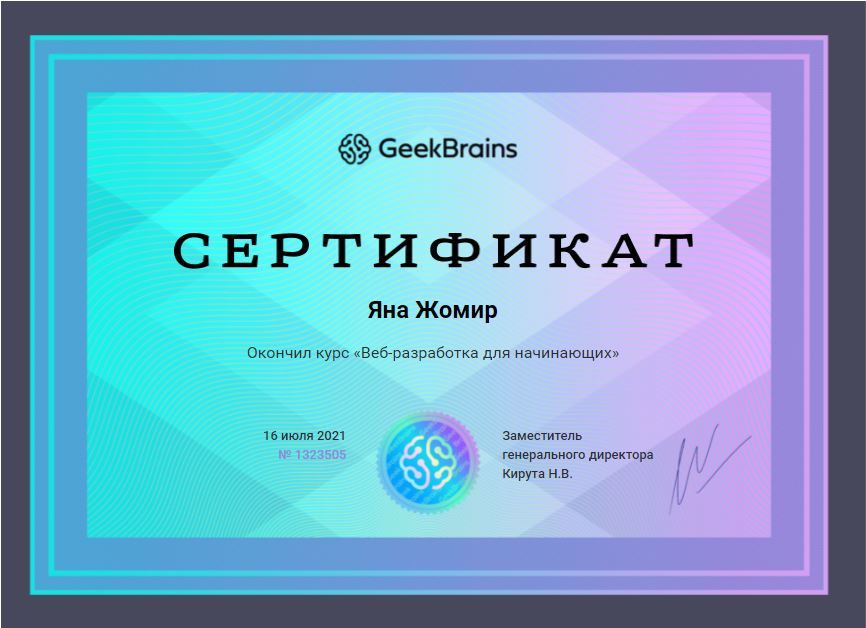 GeekBrains
СЕРТИФИКАТ
Яна Жомир
Окончил курс «Веб-разработка для начинающих»
16 июля 2021
№ 1323505
Заместитель
генерального директора
Кирута Н.В.